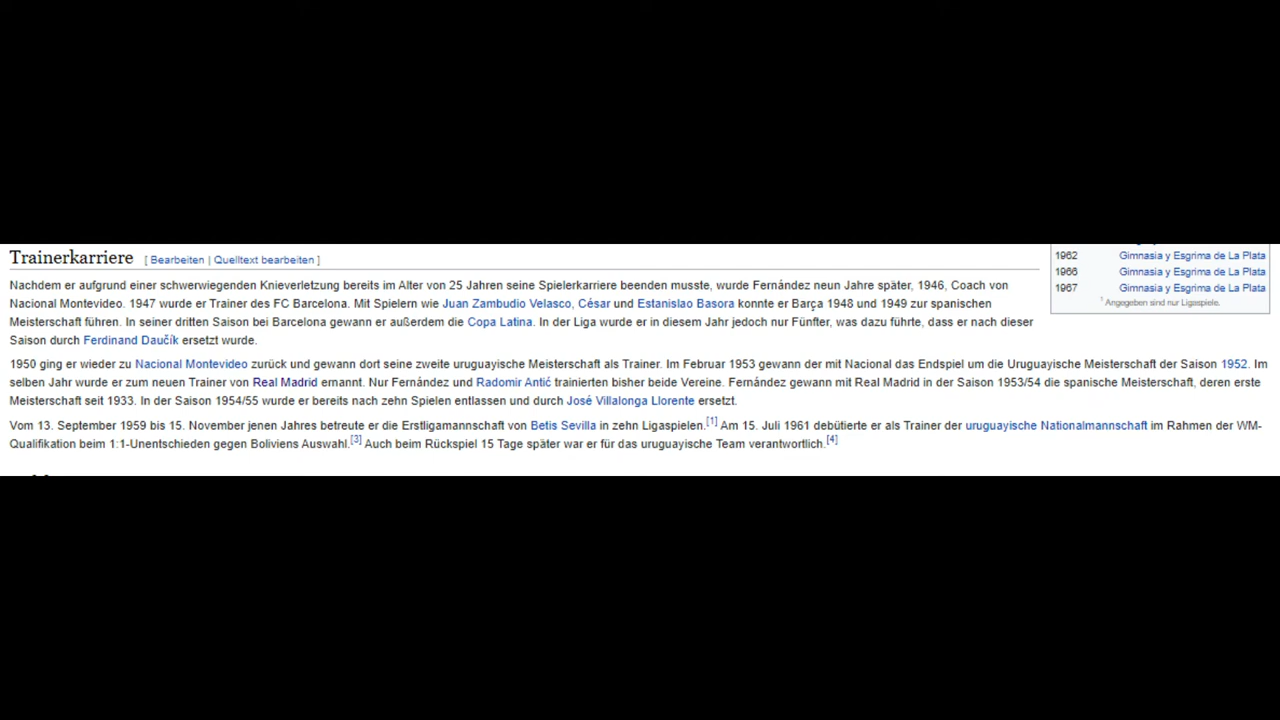 Trainerkarriere [ Bearbeiten | Quelltext bearbeiten ]
Nachdem er aufgrund einer schwerwiegenden Knieverletzung bereits im Alter von 25 Jahren seine Spielerkarriere beenden musste, wurde Fernández neun Jahre später, 1946, Coach von
Nacional Montevideo. 1947 wurde er Trainer des FC Barcelona. Mit Spielern wie Juan Zambudio Velasco, César und Estanislao Basora konnte er Barça 1948 und 1949 zur spanischen
Meisterschaft führen. In seiner dritten Saison bei Barcelona gewann er außerdem die Copa Latina. In der Liga wurde er in diesem Jahr jedoch nur Fünfter, was dazu führte, dass er nach dieser
Saison durch Ferdinand Daučík ersetzt wurde.
1950 ging er wieder zu Nacional Montevideo zurück und gewann dort seine zweite uruguayische Meisterschaft als Trainer. Im Februar 1953 gewann der mit Nacional das Endspiel um die Uruguayische Meisterschaft der Saison 1952. Im
selben Jahr wurde er zum neuen Trainer von Real Madrid ernannt. Nur Fernández und Radomir Antić trainierten bisher beide Vereine. Fernández gewann mit Real Madrid in der Saison 1953/54 die spanische Meisterschaft, deren erste
Meisterschaft seit 1933. In der Saison 1954/55 wurde er bereits nach zehn Spielen entlassen und durch José Villalonga Llorente ersetzt.
Vom 13. September 1959 bis 15. November jenen Jahres betreute er die Erstligamannschaft von Betis Sevilla in zehn Ligaspielen.[1] Am 15. Juli 1961 debütierte er als Trainer der uruguayische Nationalmannschaft im Rahmen der WM-
Qualifikation beim 1:1-Unentschieden gegen Boliviens Auswahl.[3] Auch beim Rückspiel 15 Tage später war er für das uruguayische Team verantwortlich.[4]
1962 Gimnasia y Esgrima de La Plata
1966 Gimnasia y Esgrima de La Plata
1967 Gimnasia y Esgrima de La Plata
1 Angegeben sind nur Ligaspiele.